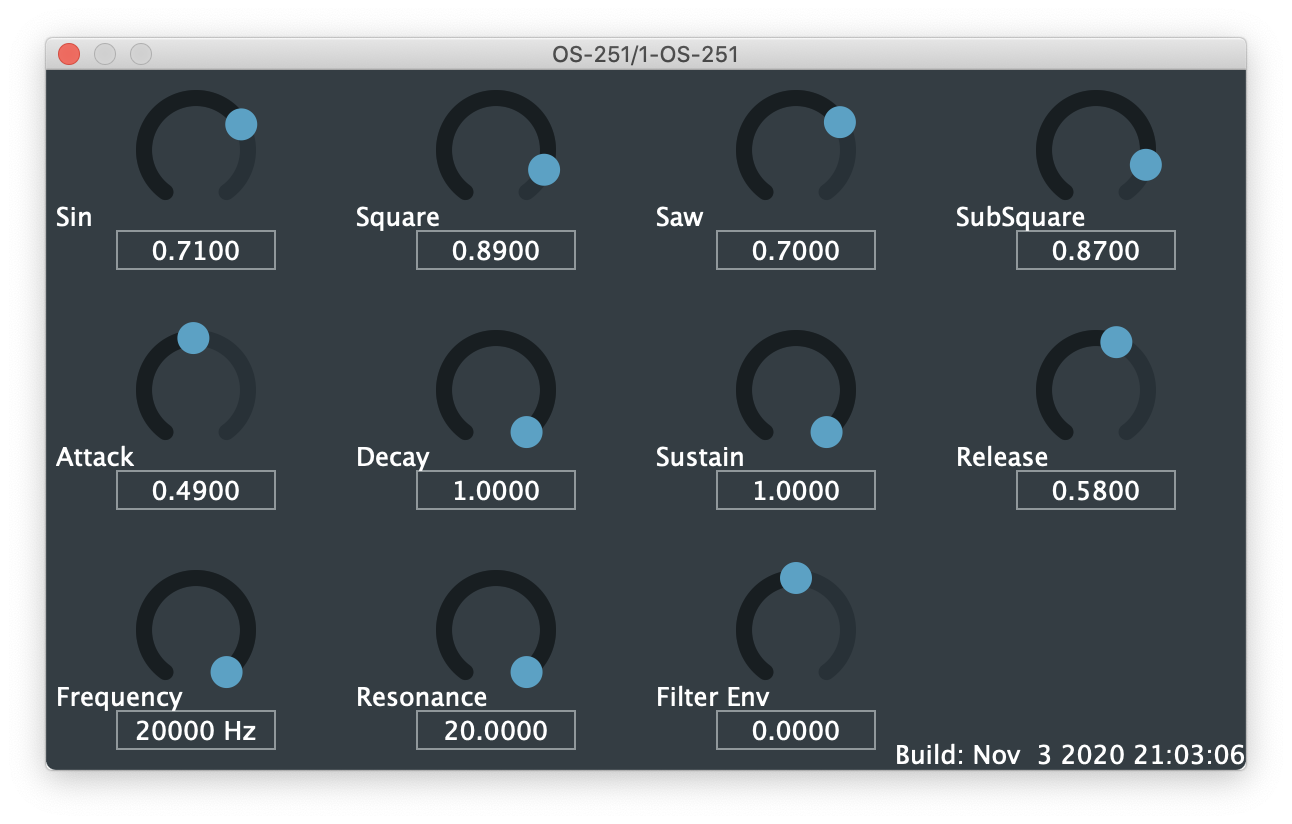 OS-251/1-OS-251
Sin
Square
Saw
SubSquare
0.7100
0.8900
0.7000
0.8700
Attack
Decay
Sustain
Release
0.4900
1.0000
1.0000
0.5800
Frequency
Resonance
Filter Env
20000 Hz
20.0000
0.0000
Build: Nov  3 2020 21:03:06